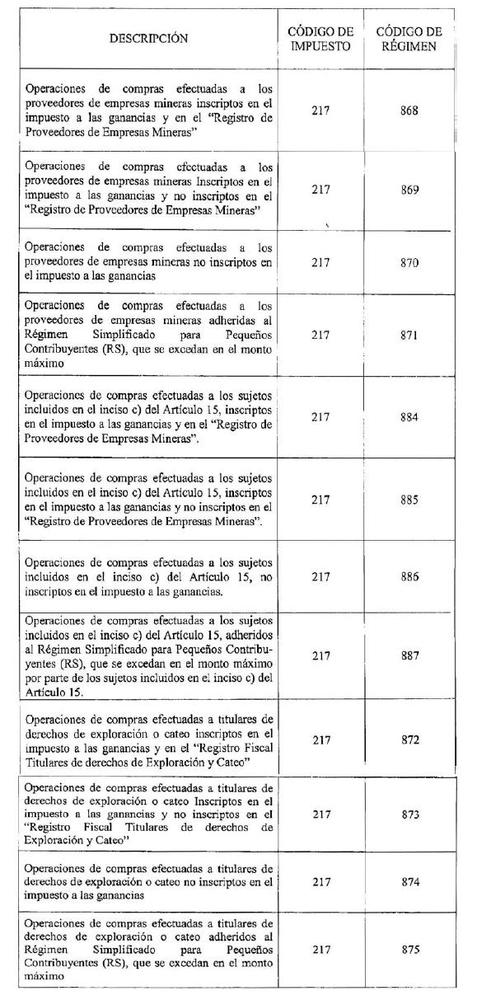 DESCRIPCIÓN
CÓDIGO DE
IMPUESTO
CÓDIGO DE
RÉGIMEN
Operaciones de compras efectuadas a los
proveedores de empresas mineras inscriptos en el
impuesto a las ganancias y en el “Registro de
Proveedores de Empresas Mineras”
217
868
Operaciones de compras efectuadas a los
proveedores de empresas mineras Inscriptos en el
impuesto a las ganancias y no inscriptos en el
“Registro de Proveedores de Empresas Mineras”
217
869
Operaciones de compras efectuadas a los
proveedores de empresas mineras no inscriptos en
el impuesto a las ganancias
217
870
Operaciones de compras efectuadas a los
proveedores de empresas mineras adheridas al
Régimen Simplificado para Pequeños
Contribuyentes (RS), que se excedan en el monto
máximo
217
871
Operaciones de compras efectuadas a los sujetos
incluidos en el inciso c) del Artículo 15, inscriptos
en el impuesto a las ganancias y en el “Registro de
Proveedores de Empresas Mineras”.
217
884
Operaciones de compras efectuadas a los sujetos
incluidos en el inciso c) del Artículo 15, inscriptos
en el impuesto a las ganancias y no inscriptos en el
“Registro de Proveedores de Empresas Mineras”.
217
885
Operaciones de compras efectuadas a los sujetos
incluidos en el inciso c) del Artículo 15, no
inscriptos en el impuesto a las ganancias.
217
886
Operaciones de compras efectuadas a los sujetos
incluidos en el inciso c) del Artículo 15, adheridos
al Régimen Simplificado para Pequeños Contribu-
yentes (RS), que se excedan en el monto máximo
por parte de los sujetos incluidos en el inciso c) del
Artículo 15.
217
887
Operaciones de compras efectuadas a titulares de
derechos de exploración o cateo inscriptos en el
impuesto a las ganancias y en el “Registro Fiscal
Titulares de derechos de Exploración y Cateo”
217
872
Operaciones de compras efectuadas a titulares de
derechos de exploración o cateo Inscriptos en el
impuesto a las ganancias y no inscriptos en el
“Registro Fiscal Titulares de derechos de
Exploración y Cateo”
217
873
Operaciones de compras efectuadas a titulares de
derechos de exploración o cateo no inscriptos en el
impuesto a las ganancias
217
874
Operaciones de compras efectuadas a titulares de
derechos de exploración o cateo adheridos al
Régimen Simplificado para Pequeños
Contribuyentes (RS), que se excedan en el monto
máximo
217
875